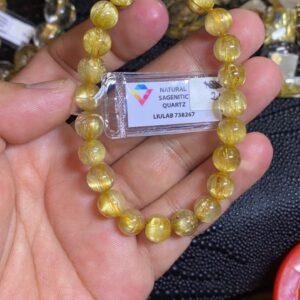 NATURAL
SAGENITIC
QUARTZ
LIULAB 738267